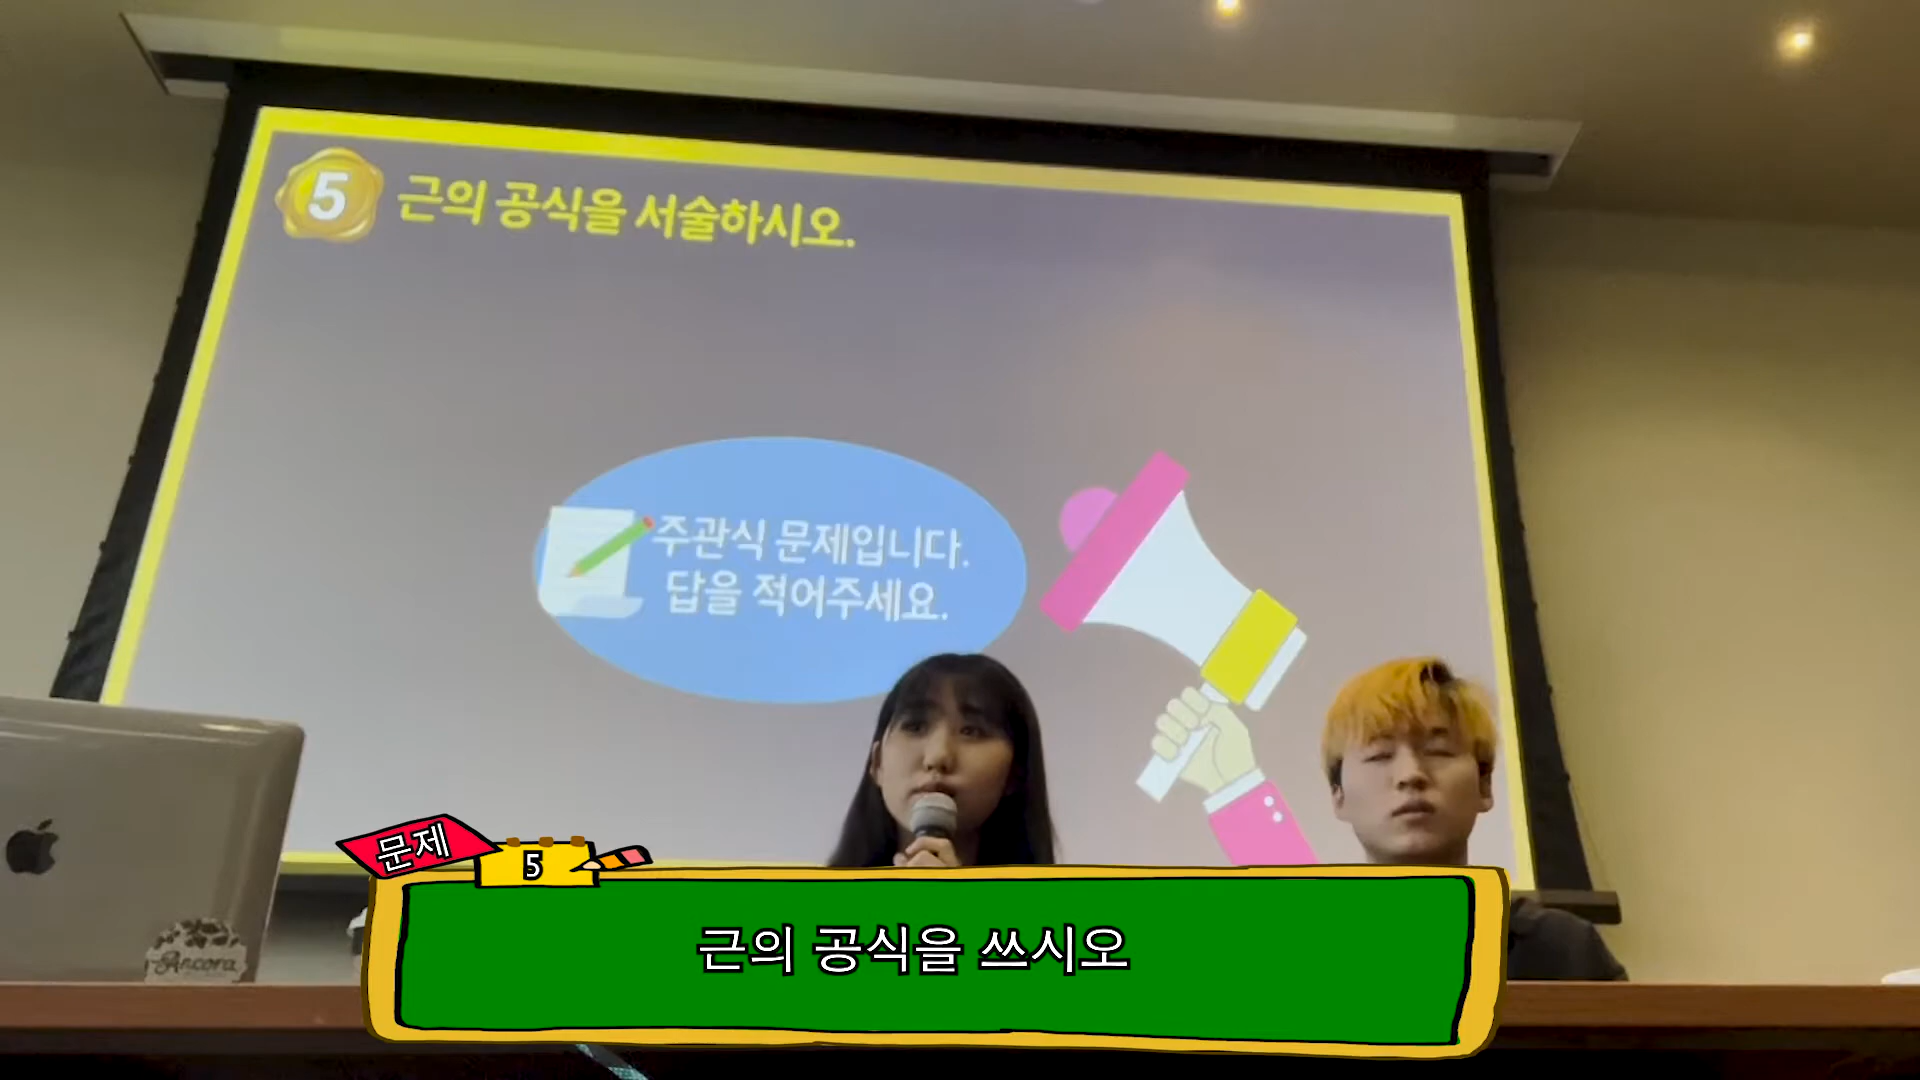 5 근의 공식을 서술하시오.
주관식 문제입니다.
답을 적어주세요.
Ancora
문제 5
근의 공식을 쓰시오